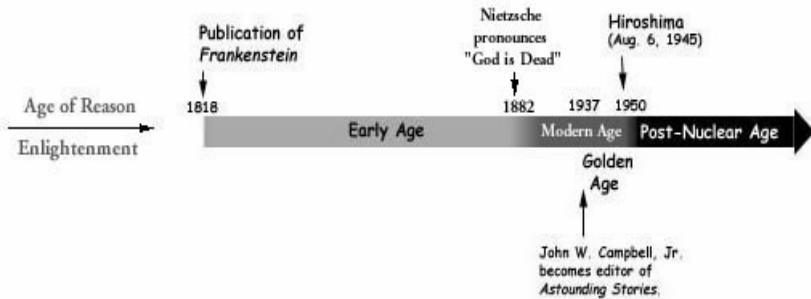 Publication of
Frankenstein
Nietzsche
pronounces
"God is Dead"
Hiroshima
(Aug. 6, 1945)
Age of Reason
Enlightenment
1818
1882
1937
1950
Early Age
Modern Age
Post-Nuclear Age
Golden
Age
John W. Campbell, Jr.
becomes editor of
Astounding Stories.